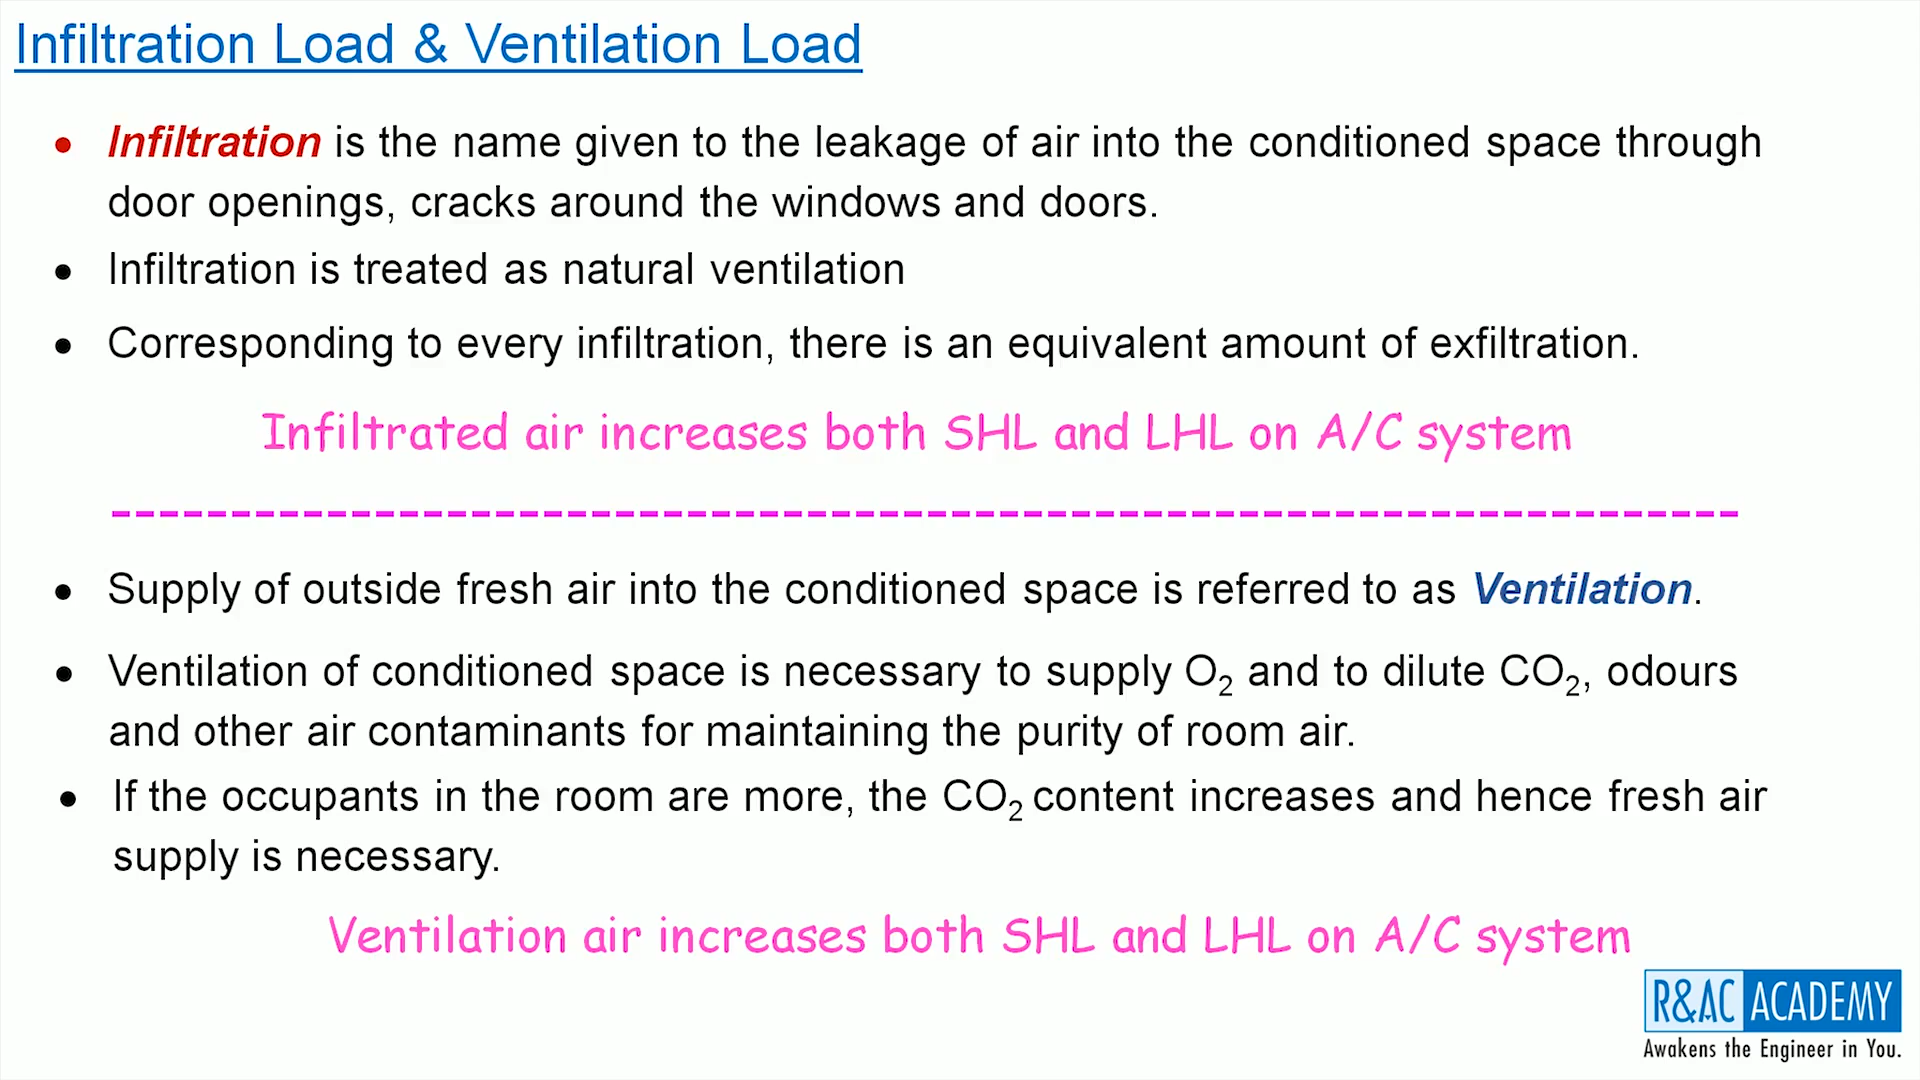 Infiltration Load & Ventilation Load
• Infiltration is the name given to the leakage of air into the conditioned space through
door openings, cracks around the windows and doors.
• Infiltration is treated as natural ventilation
• Corresponding to every infiltration, there is an equivalent amount of exfiltration.
Infiltrated air increases both SHL and LHL on A/C system
--------------------------------------------------------------------
• Supply of outside fresh air into the conditioned space is referred to as Ventilation.
• Ventilation of conditioned space is necessary to supply O₂ and to dilute CO₂, odours
and other air contaminants for maintaining the purity of room air.
• If the occupants in the room are more, the CO₂ content increases and hence fresh air
supply is necessary.
Ventilation air increases both SHL and LHL on A/C system
R&AC ACADEMY
Awakens the Engineer in You.